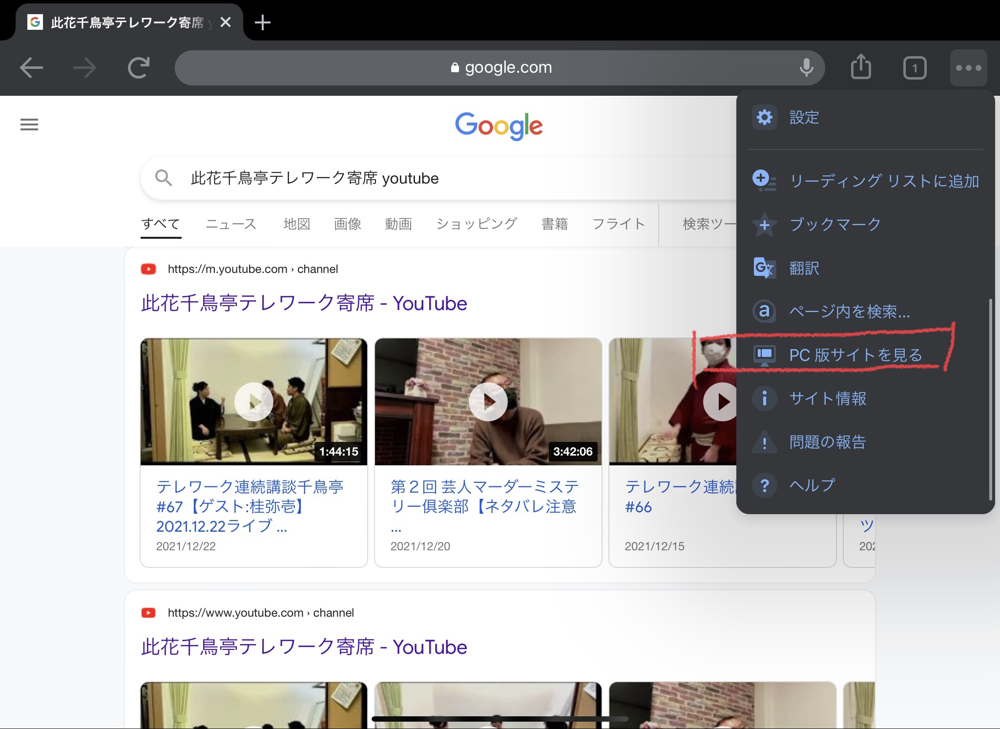 此花千鳥亭テレワーク寄席
google.com
1
設定
Google
リーディング リストに追加
此花千鳥亭テレワーク寄席 youtube
ブックマーク
すべて ニュース 地図 画像 動画 ショッピング 書籍 フライト 検索ツー
翻訳
https://m.youtube.com › channel
此花千鳥亭テレワーク寄席 - YouTube
ページ内を検索...
PC 版サイトを見る
サイト情報
問題の報告
ヘルプ
1:44:15
3:42:06
テレワーク連続講談千鳥亭
#67【ゲスト:桂弥壱】
2021.12.22ライブ ...
2021/12/22
第２回 芸人マーダーミステ
リー倶楽部【ネタバレ注意
...
2021/12/20
テレワーク連続
#66
2021/12/15
ツ
202
https://www.youtube.com › channel
此花千鳥亭テレワーク寄席 - YouTube